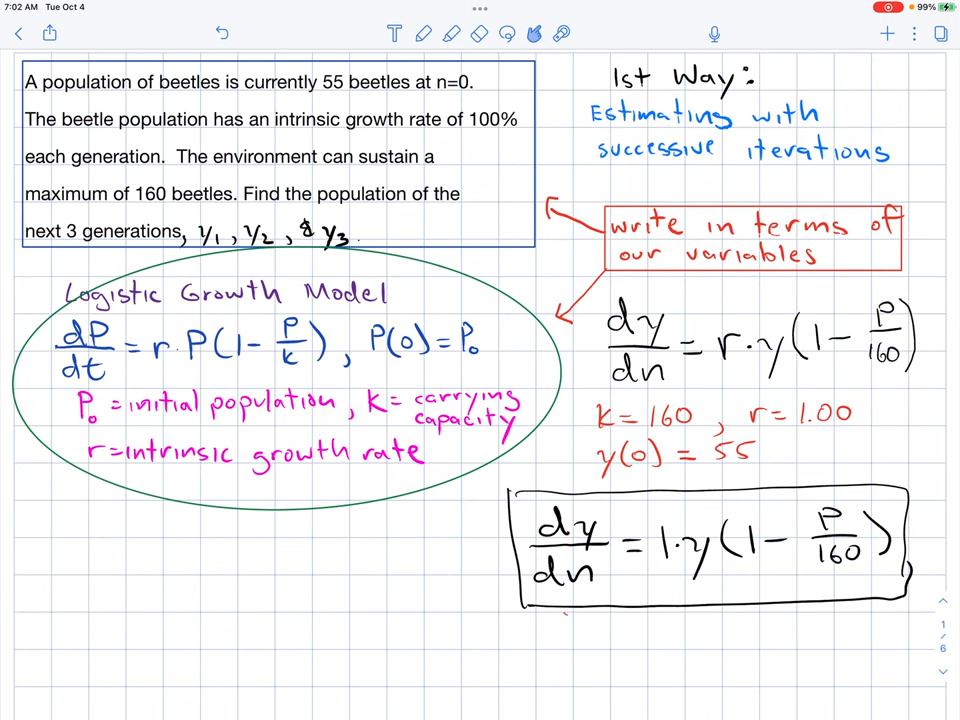 7:02 AM Tue Oct 4
99%
A population of beetles is currently 55 beetles at n=0.
The beetle population has an intrinsic growth rate of 100%
each generation. The environment can sustain a
maximum of 160 beetles. Find the population of the
next 3 generations, y1, y2, & y3.
1st Way:
Estimating with
successive iterations
write in terms of
our variables
Logistic Growth Model
dP/dt = r·P(1 - P/K), P(0) = P₀
P₀ = initial population, K = carrying
capacity
r = intrinsic growth rate
dy/dn = r·y(1 - P/160)
K = 160, r = 1.00
y(0) = 55
dy/dn = 1·y(1 - P/160)
1
/
6